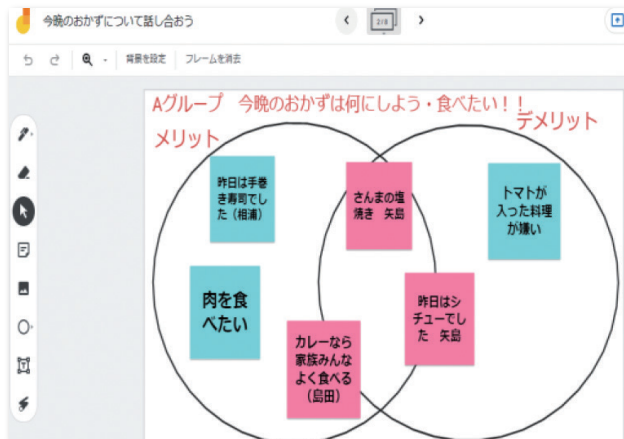 今晩のおかずについて話し合おう
2/8
背景を設定
フレームを消去
Aグループ 今晩のおかずは何にしよう・食べたい！！
メリット
デメリット
昨日は手巻
き寿司でし
た（相浦）
さんまの塩
焼き 矢島
トマトが
入った料理
が嫌い
肉を食
べたい
昨日はシ
チューでし
た 矢島
カレーなら
家族みんな
よく食べる
（島田）